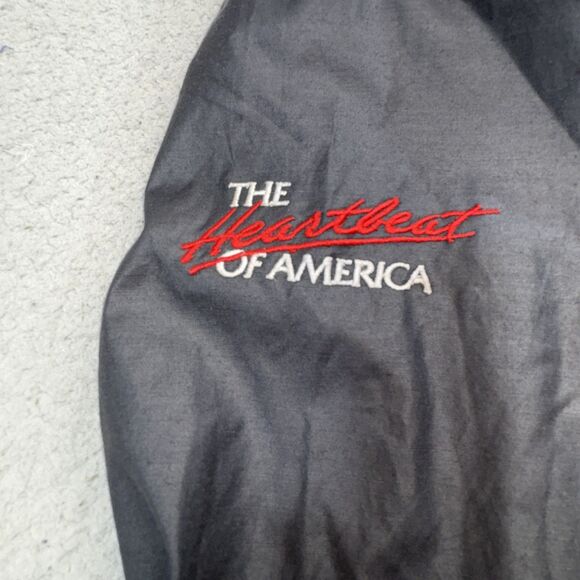 THE
Heartbeat
OF AMERICA